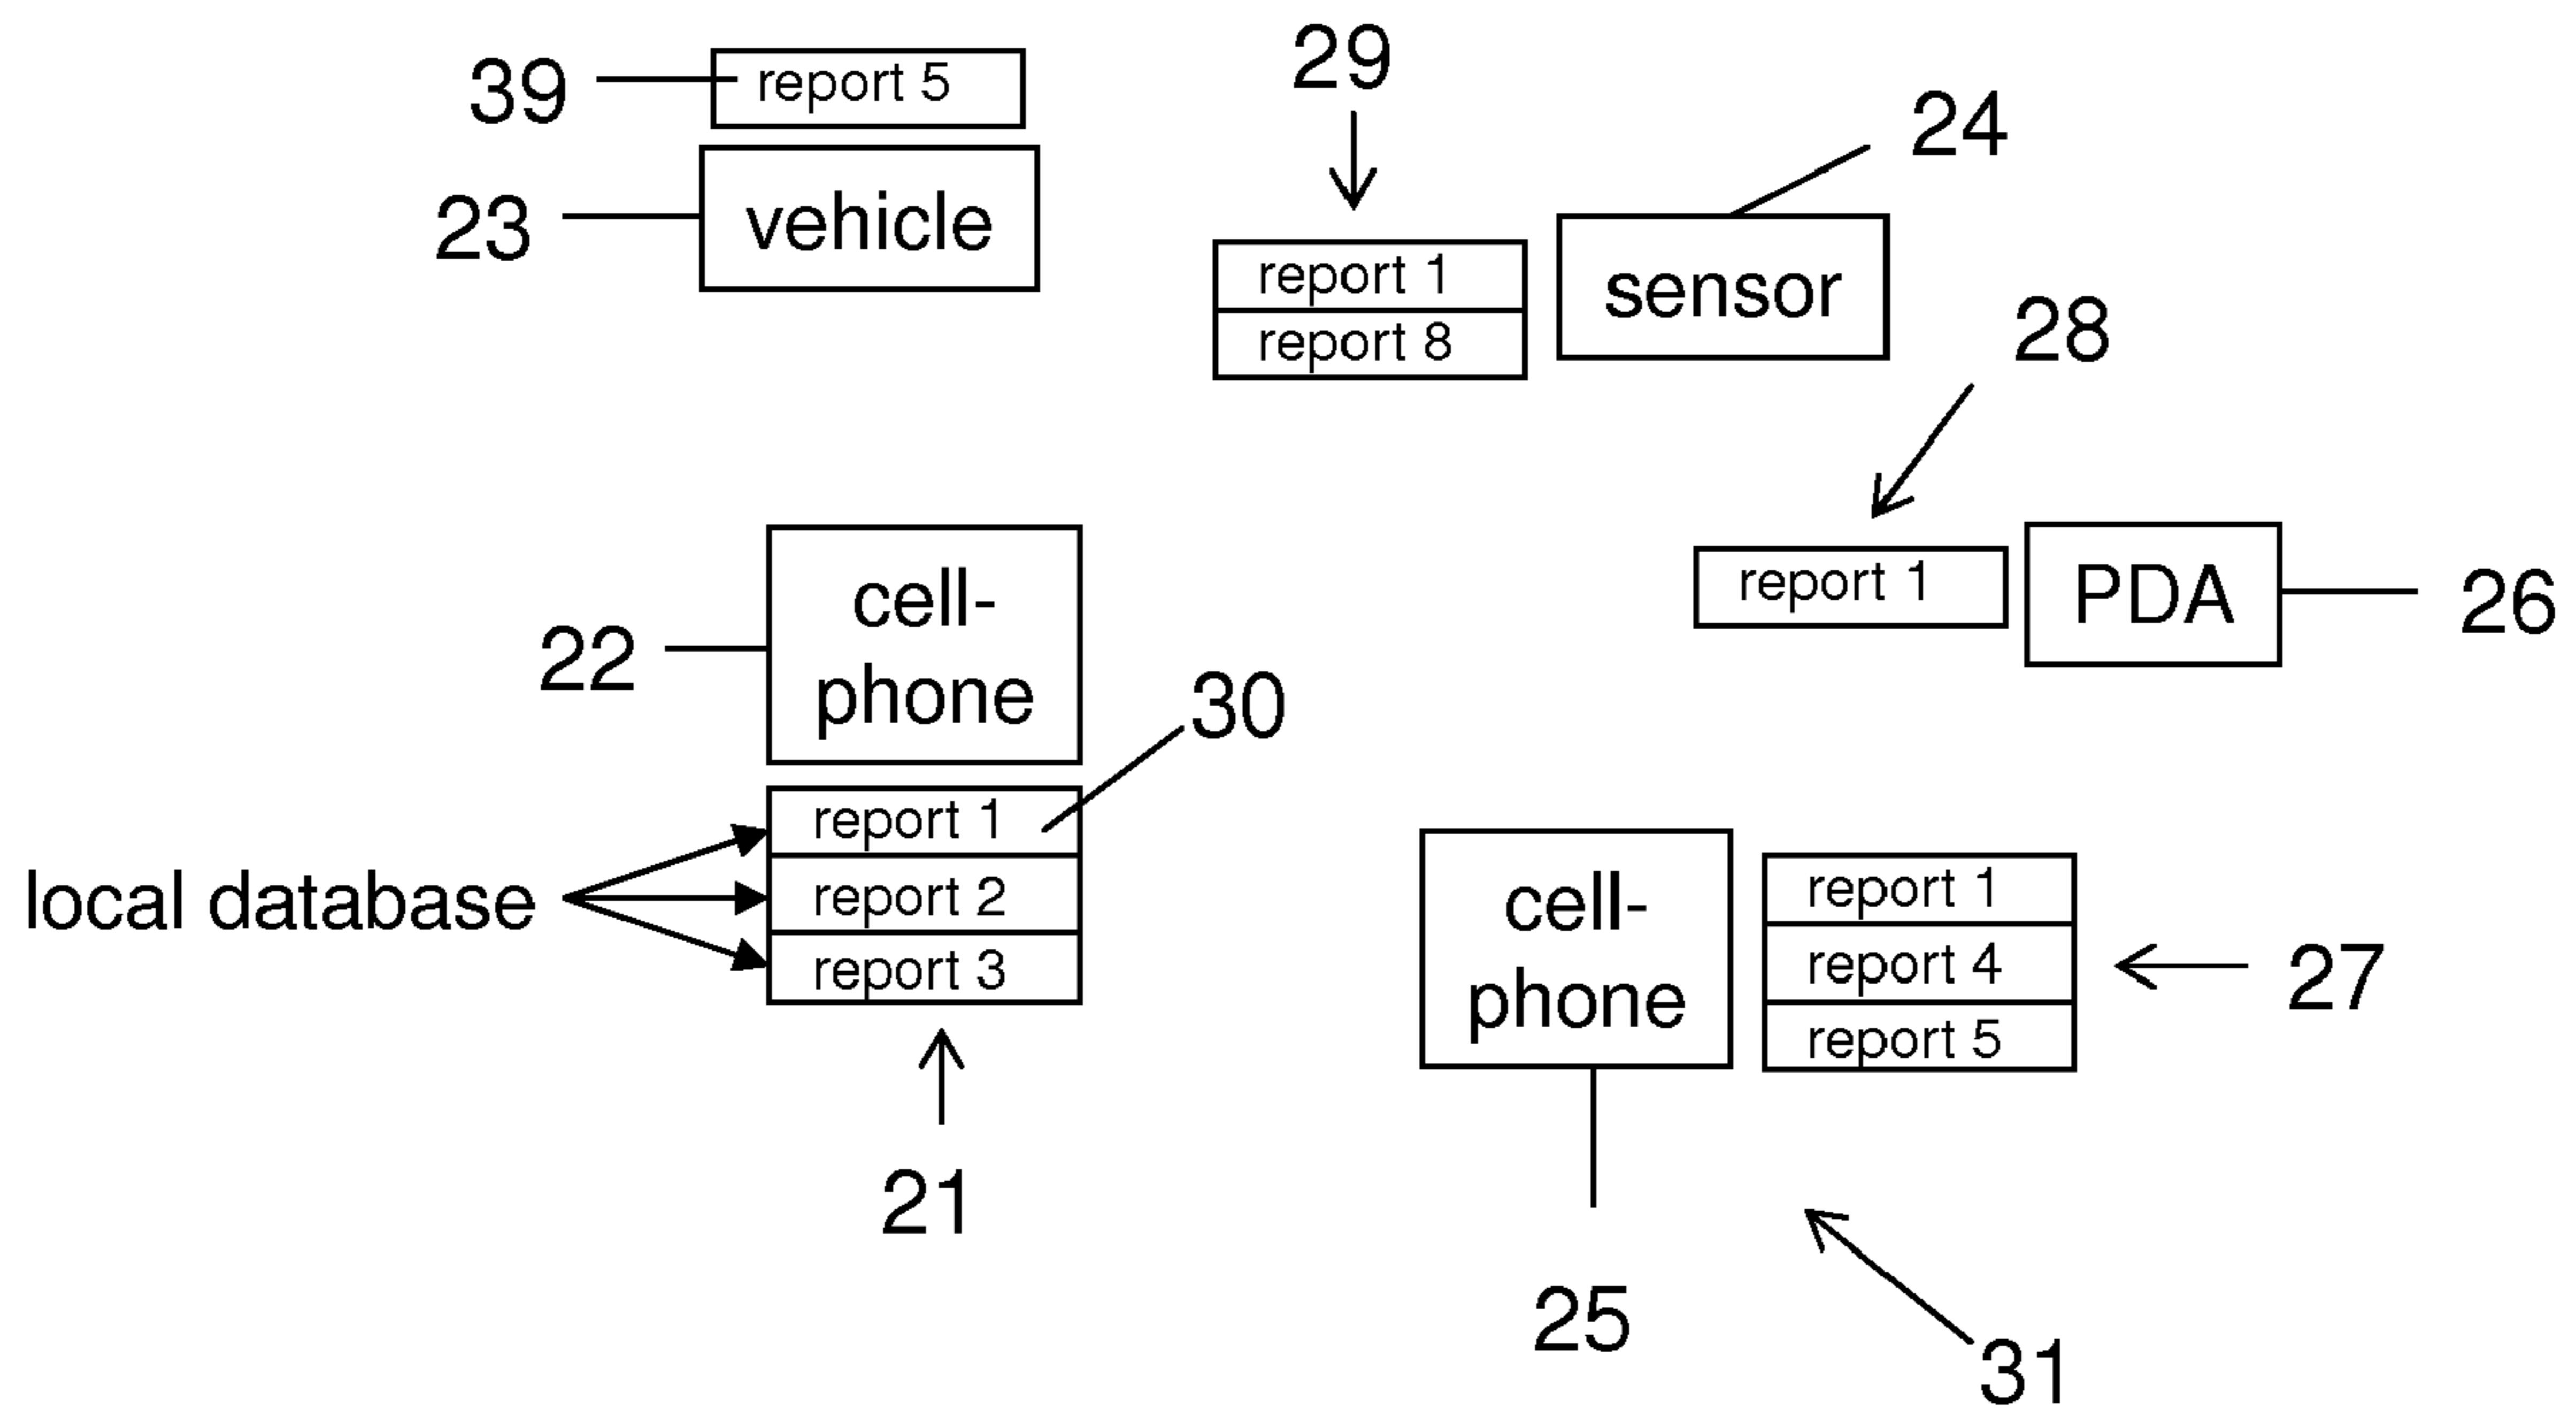 39
report 5
23
vehicle
29
report 1
report 8
24
sensor
28
report 1
PDA
26
22
cell-
phone
30
local database
report 1
report 2
report 3
21
cell-
phone
report 1
report 4
report 5
27
25
31